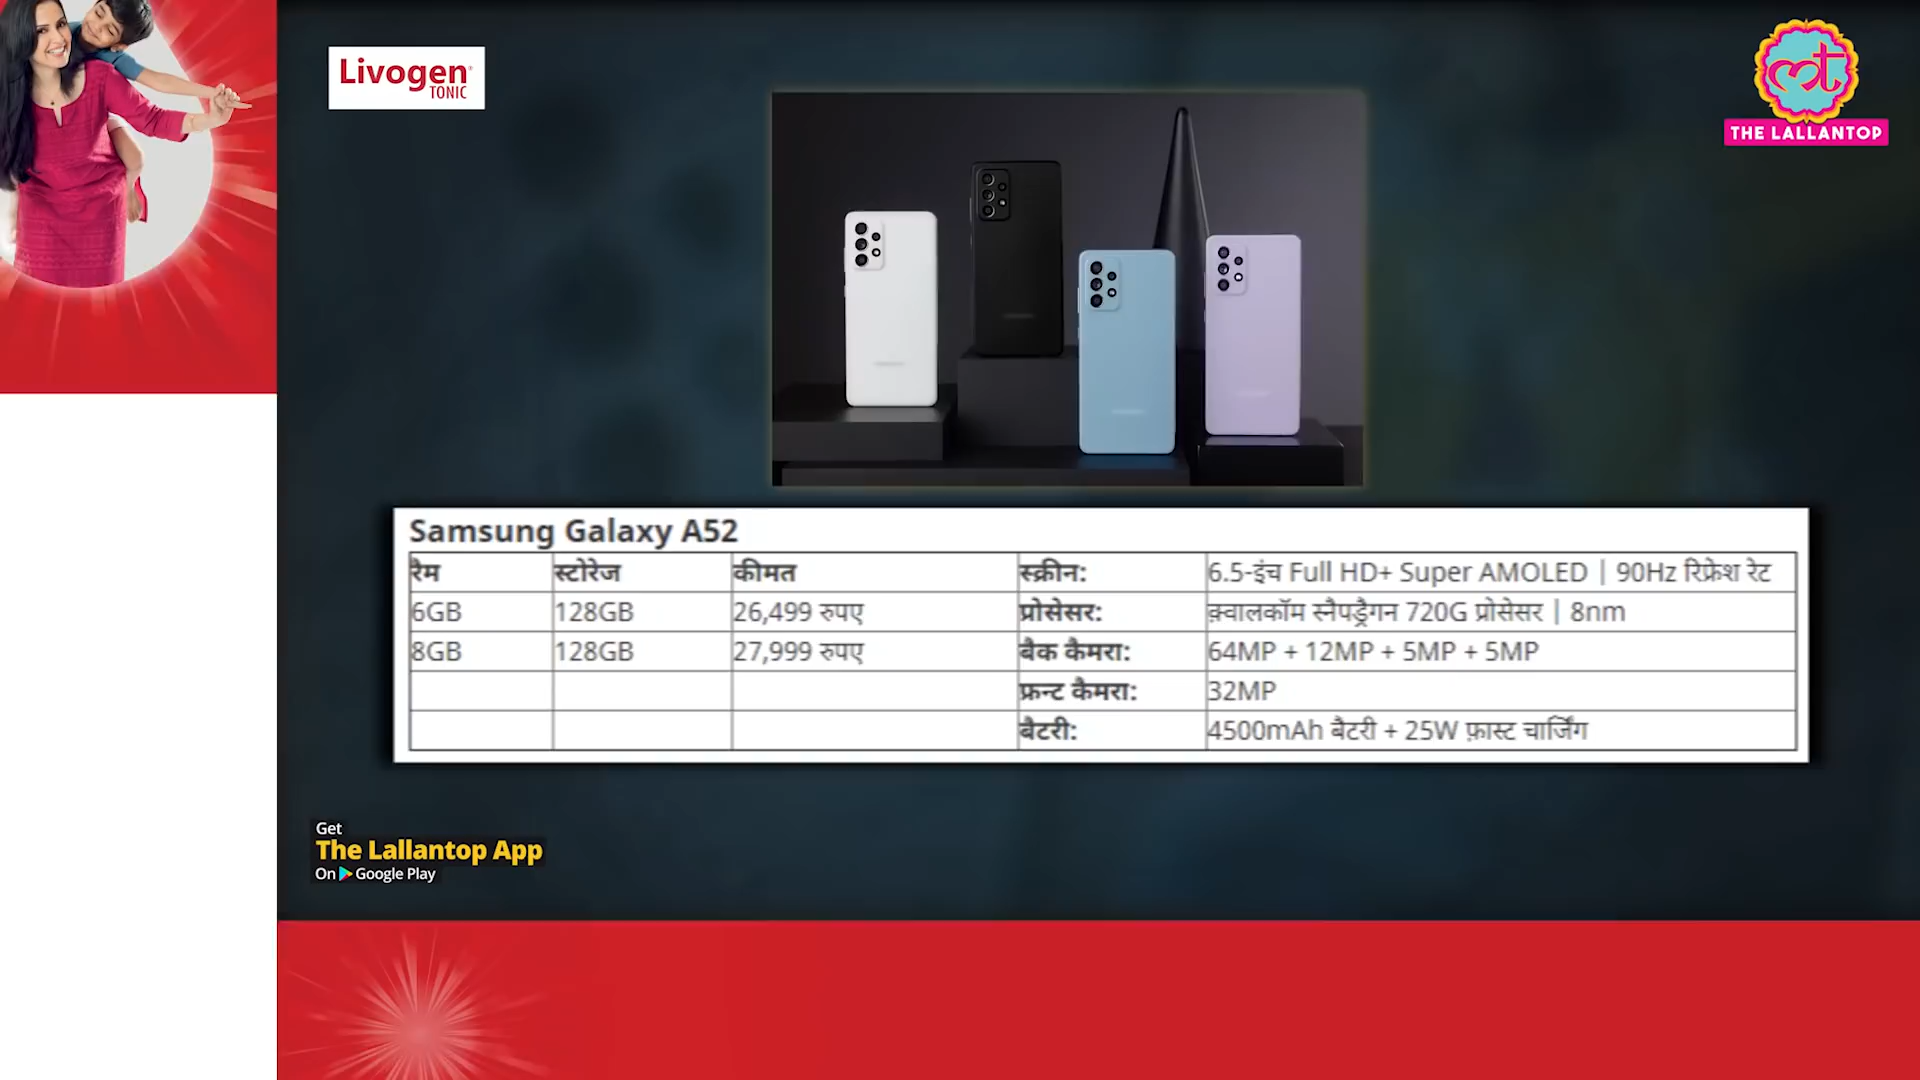 Livogen
TONIC
THE LALLANTOP
Samsung Galaxy A52
रैम स्टोरेज कीमत स्क्रीन: 6.5-इंच Full HD+ Super AMOLED | 90Hz रिफ्रेश रेट
6GB 128GB 26,499 रुपए प्रोसेसर: क़्वालकॉम स्नैपड्रैगन 720G प्रोसेसर | 8nm
8GB 128GB 27,999 रुपए बैक कैमरा: 64MP + 12MP + 5MP + 5MP
फ्रन्ट कैमरा: 32MP
बैटरी: 4500mAh बैटरी + 25W फ़ास्ट चार्जिंग
Get
The Lallantop App
On Google Play